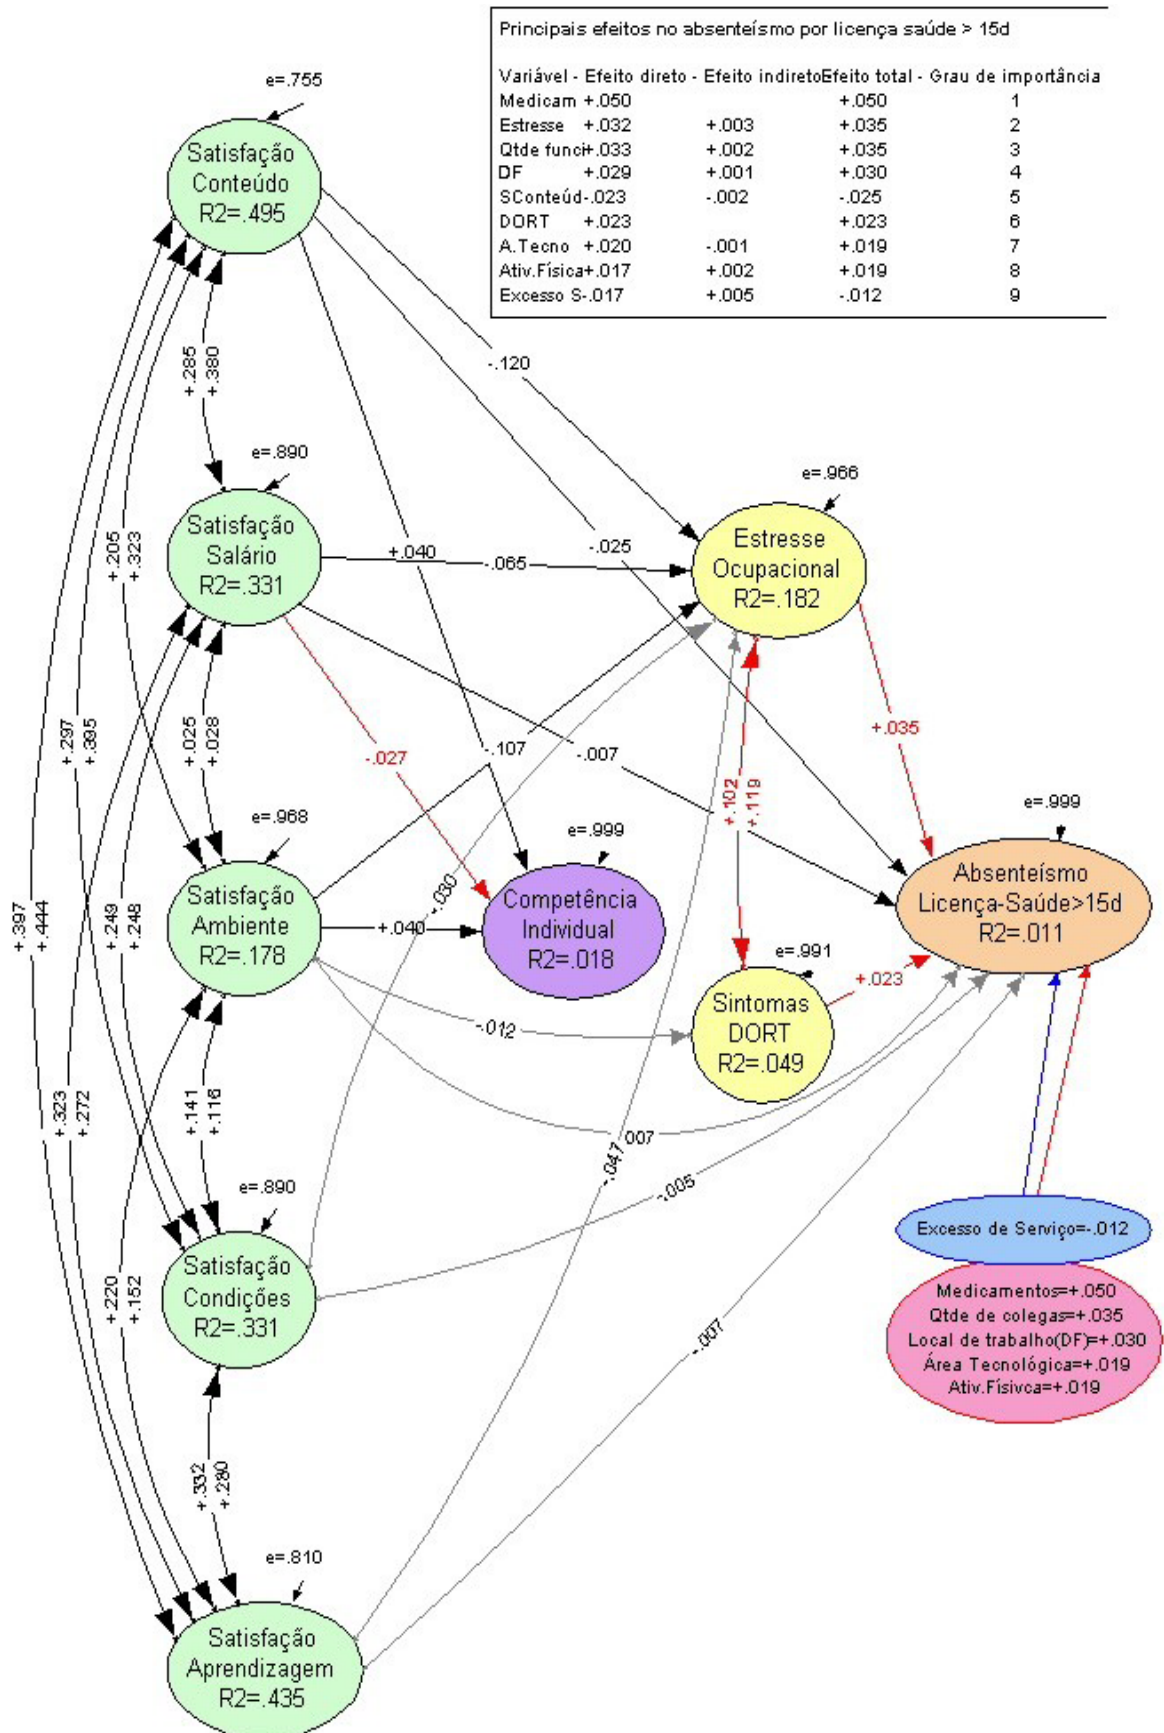 Principais efeitos no absenteísmo por licença saúde > 15d
Variável - Efeito direto - Efeito indiretoEfeito total - Grau de importância
Medicam +.050 +.050 1
Estresse +.032 +.003 +.035 2
Qtde funci+.033 +.002 +.035 3
DF +.029 +.001 +.030 4
SConteúd-.023 -.002 -.025 5
DORT +.023 +.023 6
A.Tecno +.020 -.001 +.019 7
Ativ.Física+.017 +.002 +.019 8
Excesso S-.017 +.005 -.012 9
e=.755
Satisfação
Conteúdo
R2=.495
-.120
+.285
+.380
e=.890
Satisfação
Salário
R2=.331
+.040
-.065
-.025
e=.966
Estresse
Ocupacional
R2=.182
+.205
+.323
+.297
+.395
+.025
+.028
-.027
-.107
-.007
+.035
+.102
+.119
e=.968
Satisfação
Ambiente
R2=.178
-.030
+.040
e=.999
Competência
Individual
R2=.018
e=.999
Absenteísmo
Licença-Saúde>15d
R2=.011
e=.991
Sintomas
DORT
R2=.049
+.023
-.012
+.397
+.444
+.249
+.248
+.323
+.272
+.141
+.116
007
-.047
-.005
e=.890
Satisfação
Condições
R2=.331
+.220
+.152
-.007
Excesso de Serviço=-.012
Medicamentos=+.050
Qtde de colegas=+.035
Local de trabalho(DF)=+.030
Área Tecnológica=+.019
Ativ.Físivca=+.019
+.332
+.280
e=.810
Satisfação
Aprendizagem
R2=.435